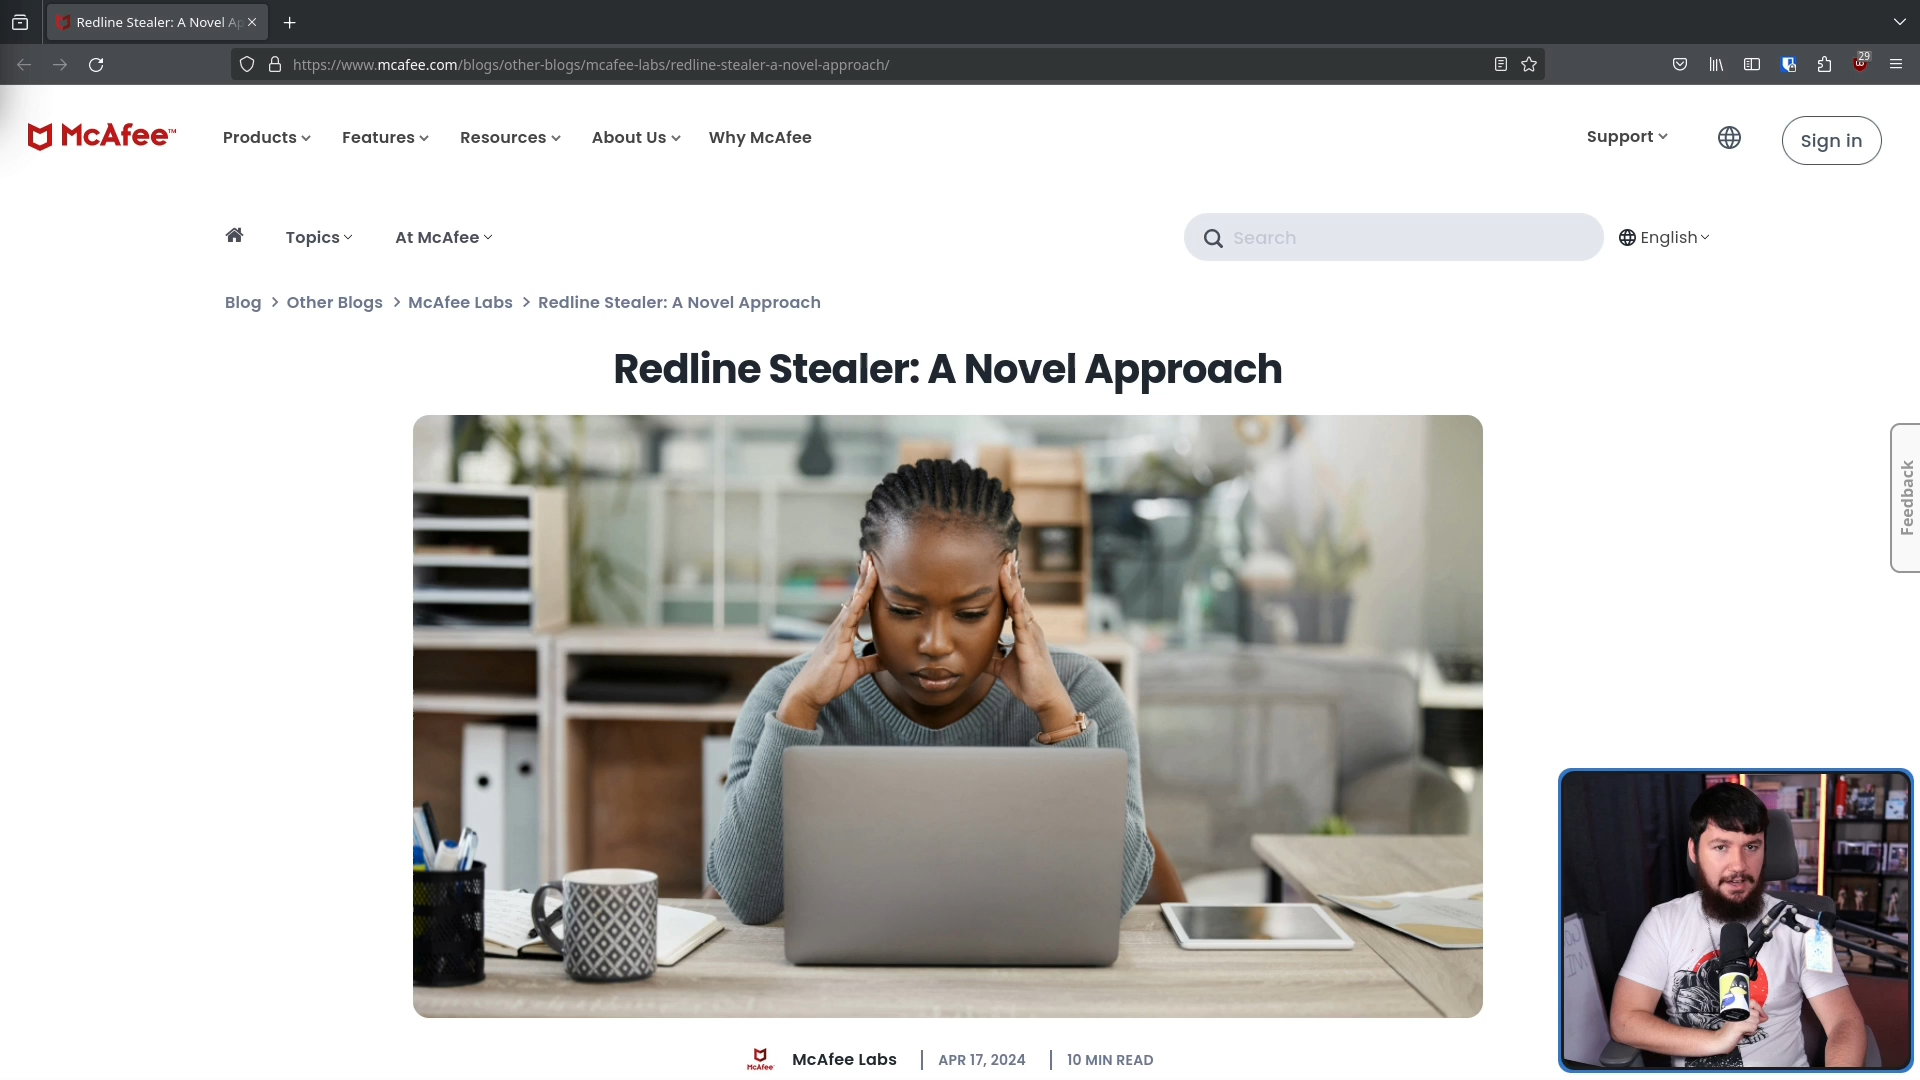 Redline Stealer: A Novel Ap
29
https://www.mcafee.com/blogs/other-blogs/mcafee-labs/redline-stealer-a-novel-approach/
McAfee™
Products
Features
Resources
About Us
Why McAfee
Support
Sign in
Topics
At McAfee
Search
English
Blog > Other Blogs > McAfee Labs > Redline Stealer: A Novel Approach
Redline Stealer: A Novel Approach
Feedback
McAfee
McAfee Labs | APR 17, 2024 | 10 MIN READ